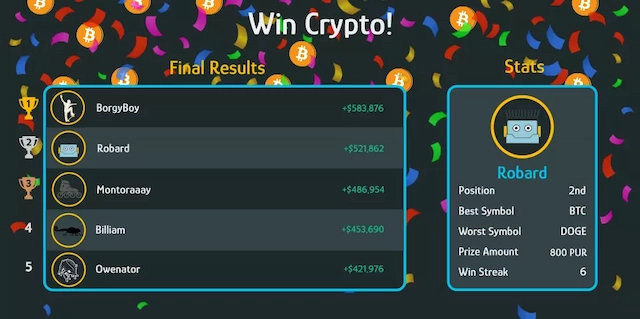 Win Crypto!
Final Results
BorgyBoy +$583,876
2 Robard +$521,862
3 Montoraaay +$486,954
4 Billiam +$453,690
5 Owenator +$421,976
Stats
Robard
Position 2nd
Best Symbol BTC
Worst Symbol DOGE
Prize Amount 800 PUR
Win Streak 6